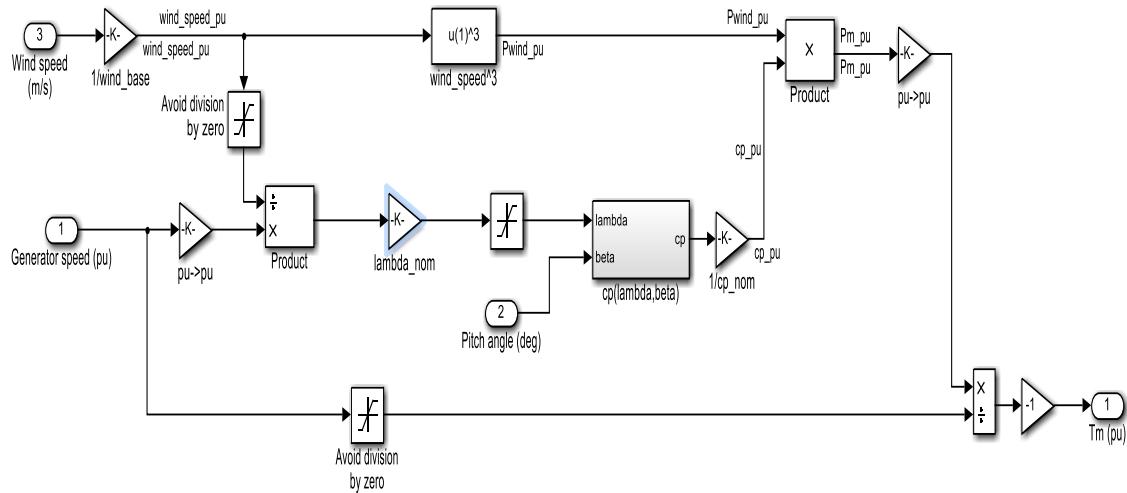 3
Wind speed
(m/s)
-K-
1/wind_base
wind_speed_pu
wind_speed_pu
u(1)^3
wind_speed^3
Pwind_pu
Pwind_pu
X
Product
Pm_pu
Pm_pu
-K-
pu->pu
Avoid division
by zero
cp_pu
1
Generator speed (pu)
-K-
pu->pu
÷
X
Product
-K-
lambda_nom
lambda
beta
cp
cp(lambda,beta)
-K-
1/cp_nom
cp_pu
2
Pitch angle (deg)
Avoid division
by zero
X
÷
-1
1
Tm (pu)